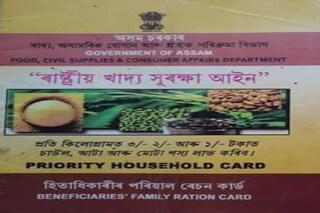 অসম চৰকাৰ
খাদ্য, অসামৰিক যোগান আৰু গ্ৰাহক পৰিক্ৰমা বিভাগ
GOVERNMENT OF ASSAM
FOOD, CIVIL SUPPLIES & CONSUMER AFFAIRS DEPARTMENT
“ৰাষ্ট্ৰীয় খাদ্য সুৰক্ষা আইন”
প্ৰতি কিলোগ্ৰামত ৩/- ২/- আৰু ১/- টকাত
চাউল, আটা আৰু মোটা শস্য লাভ কৰিব।
PRIORITY HOUSEHOLD CARD
হিতাধিকাৰীৰ পৰিয়াল ৰেচন কাৰ্ড
BENEFICIARIES' FAMILY RATION CARD